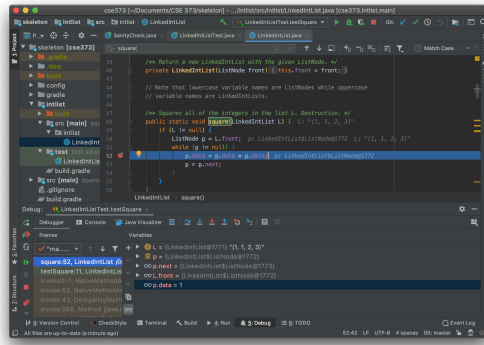 cse373 [~/Documents/CSE 373/skeleton] - .../intlist/src/intlist/LinkedIntList.java [cse373.intlist.main]
skeleton intlist src intlist LinkedIntList
LinkedIntListTest.testSquare
Git:
SanityCheck.java
LinkedIntListTest.java
LinkedIntList.java
skeleton [cse373]
.gradle
.idea
build
config
gradle
intlist
build
src [main]
intlist
LinkedInt
test
LinkedIntLis
build.gradle
src [main]
.gitignore
build.gradle
square
Match Case
/** Return a new LinkedIntList with the given ListNode. */
private LinkedIntList(ListNode front) { this.front = front; }
// Note that lowercase variable names are ListNodes while uppercase
// variable names are LinkedIntLists.
/** Squares all of the integers in the list L. Destructive. */
public static void square(LinkedIntList L) { L: "(1, 1, 2, 3)"
if (L != null) {
ListNode p = L.front; p: LinkedIntList$ListNode@1772 L: "(1, 1, 2, 3)"
while (p != null) {
52 p.data = p.data * p.data; p: LinkedIntList$ListNode@1772
p = p.next;
}
}
LinkedIntList square()
Debug: LinkedIntListTest.testSquare
Debugger Console Java Visualizer
Frames
Variables
square:52, LinkedIntList
testSquare:11, LinkedIntList
L = {LinkedIntList@1771} "(1, 1, 2, 3)"
p = {LinkedIntList$ListNode@1772}
p.next = {LinkedIntList$ListNode@1773}
L.front = {LinkedIntList$ListNode@1772}
p.data = 1
1: Project
2: Favorites
Z: Structure
9: Version Control CheckStyle Terminal Build 4: Run 5: Debug 6: TODO Event Log
All files are up-to-date (a minute ago)
52:42 LF UTF-8 4 spaces Git: master